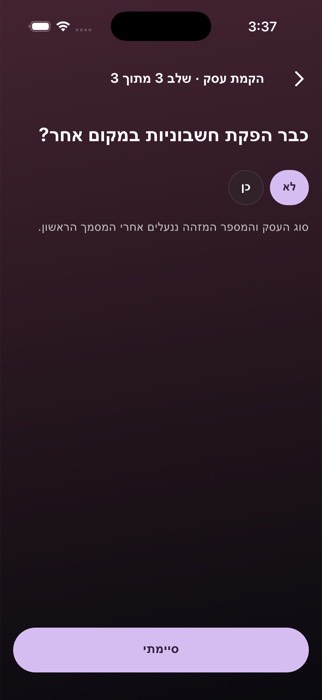 3:37
הקמת עסק · שלב 3 מתוך 3
כבר הפקת חשבוניות במקום אחר?
לא
כן
סוג העסק והמספר המזהה ננעלים אחרי המסמך הראשון.
סיימתי